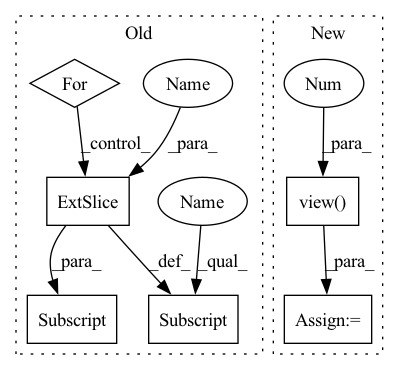 Old
New
For
Name
Num
_control_
_para_
_para_
ExtSlice
Name
view()
_para_
_def_
_qual_
_para_
Subscript
Subscript
Assign:=